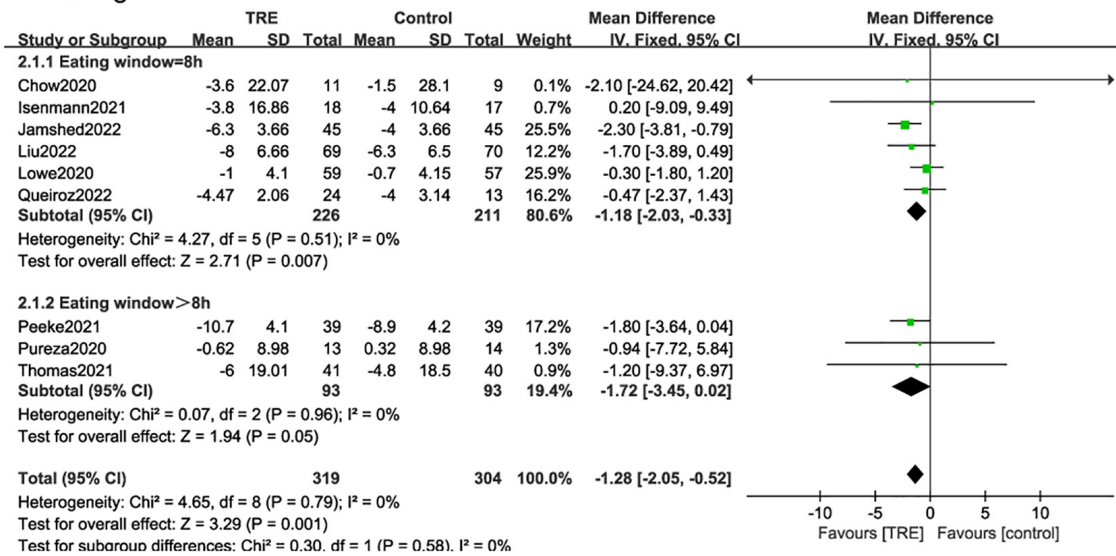 TRE Control Mean Difference Mean Difference
Study or Subgroup Mean SD Total Mean SD Total Weight IV, Fixed, 95% CI IV, Fixed, 95% CI
2.1.1 Eating window=8h
Chow2020 -3.6 22.07 11 -1.5 28.1 9 0.1% -2.10 [-24.62, 20.42]
Isenmann2021 -3.8 16.86 18 -4 10.64 17 0.7% 0.20 [-9.09, 9.49]
Jamshed2022 -6.3 3.66 45 -4 3.66 45 25.5% -2.30 [-3.81, -0.79]
Liu2022 -8 6.66 69 -6.3 6.5 70 12.2% -1.70 [-3.89, 0.49]
Lowe2020 -1 4.1 59 -0.7 4.15 57 25.9% -0.30 [-1.80, 1.20]
Queiroz2022 -4.47 2.06 24 -4 3.14 13 16.2% -0.47 [-2.37, 1.43]
Subtotal (95% CI) 226 211 80.6% -1.18 [-2.03, -0.33]
Heterogeneity: Chi² = 4.27, df = 5 (P = 0.51); I² = 0%
Test for overall effect: Z = 2.71 (P = 0.007)
2.1.2 Eating window＞8h
Peeke2021 -10.7 4.1 39 -8.9 4.2 39 17.2% -1.80 [-3.64, 0.04]
Pureza2020 -0.62 8.98 13 0.32 8.98 14 1.3% -0.94 [-7.72, 5.84]
Thomas2021 -6 19.01 41 -4.8 18.5 40 0.9% -1.20 [-9.37, 6.97]
Subtotal (95% CI) 93 93 19.4% -1.72 [-3.45, 0.02]
Heterogeneity: Chi² = 0.07, df = 2 (P = 0.96); I² = 0%
Test for overall effect: Z = 1.94 (P = 0.05)
Total (95% CI) 319 304 100.0% -1.28 [-2.05, -0.52]
Heterogeneity: Chi² = 4.65, df = 8 (P = 0.79); I² = 0%
Test for overall effect: Z = 3.29 (P = 0.001)
Test for subgroup differences: Chi² = 0.30, df = 1 (P = 0.58), I² = 0%
-10 -5 0 5 10
Favours [TRE] Favours [control]